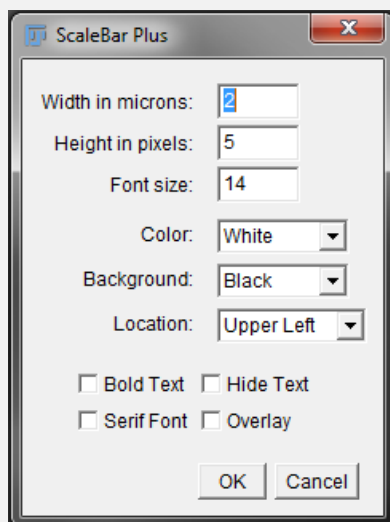 ScaleBar Plus
Width in microns: 2
Height in pixels: 5
Font size: 14
Color: White
Background: Black
Location: Upper Left
Bold Text Hide Text
Serif Font Overlay
OK Cancel